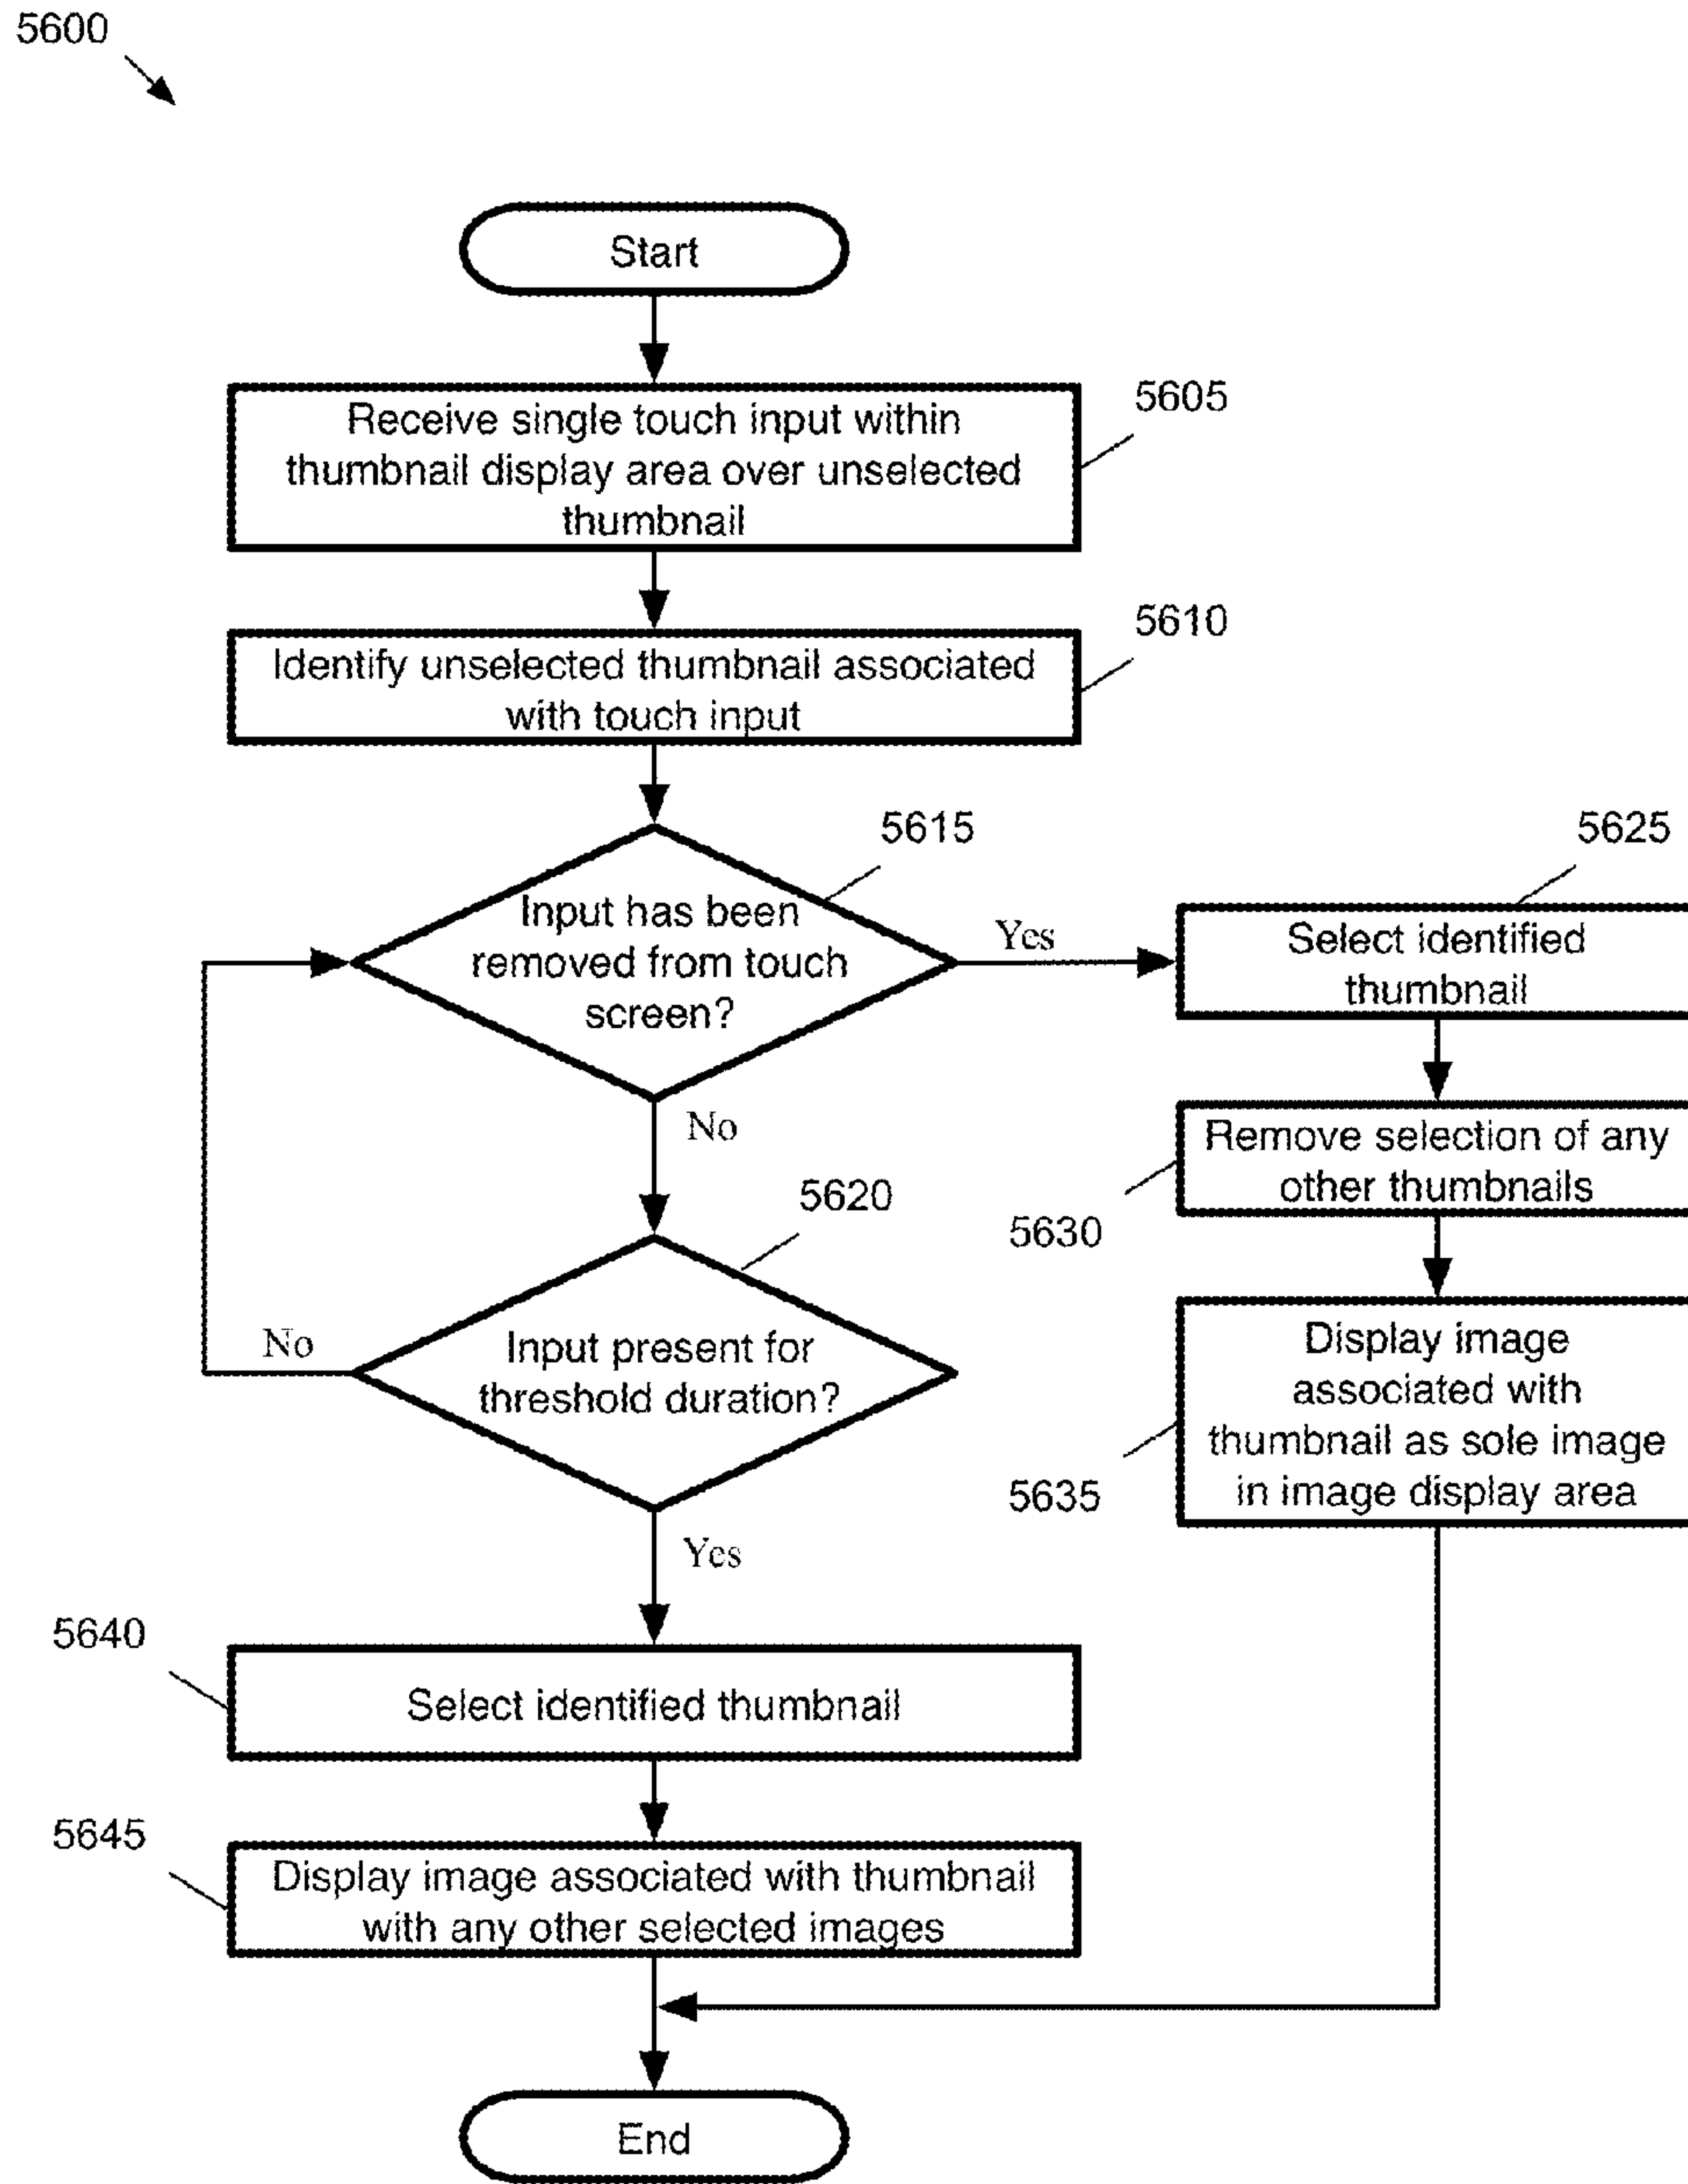 5600
Start
Receive single touch input within
thumbnail display area over unselected
thumbnail
5605
Identify unselected thumbnail associated
with touch input
5610
Input has been
removed from touch
screen?
5615
Yes
No
Select identified
thumbnail
5625
Remove selection of any
other thumbnails
5630
Display image
associated with
thumbnail as sole image
in image display area
5635
Input present for
threshold duration?
5620
No
Yes
5640
Select identified thumbnail
5645
Display image associated with thumbnail
with any other selected images
End